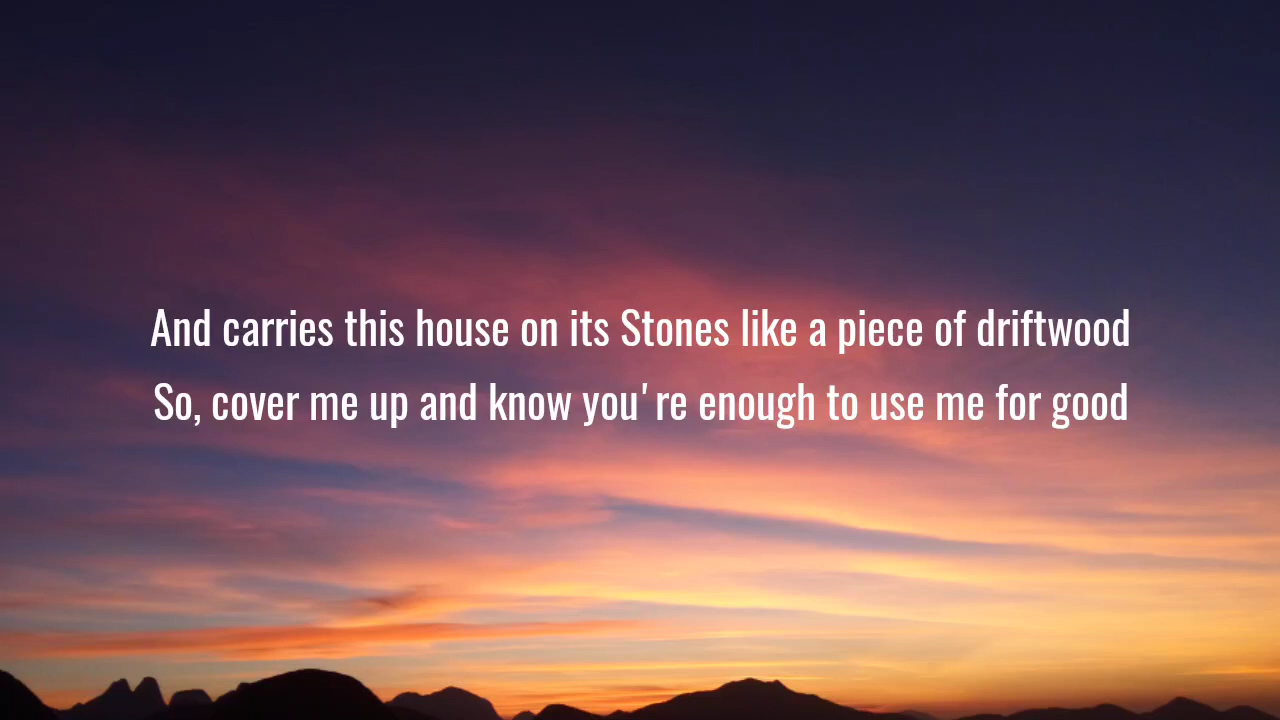 And carries this house on its Stones like a piece of driftwood
So, cover me up and know you're enough to use me for good